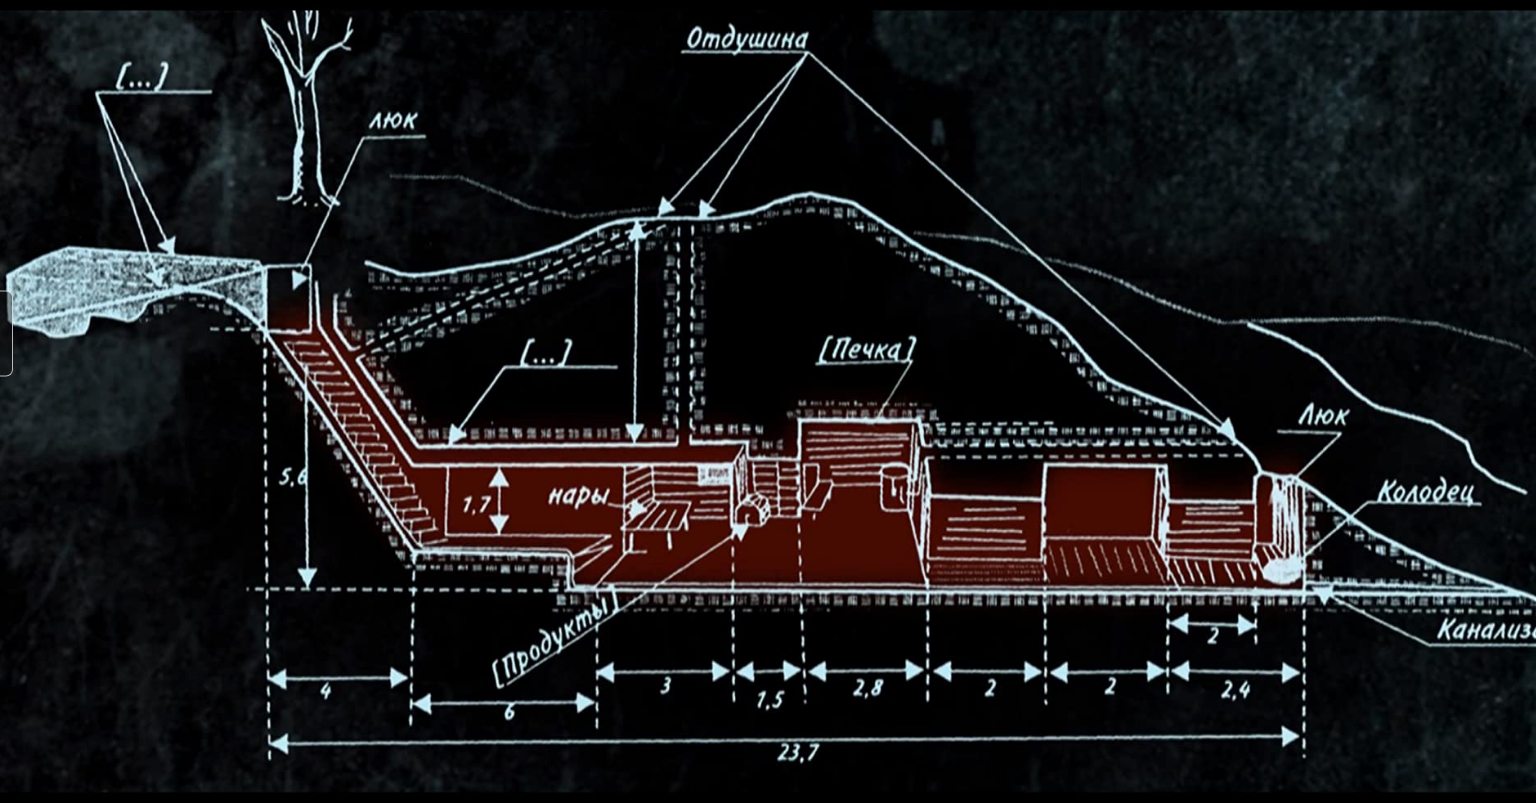 Отдушина
[...]
люк
[...]
[Печка]
Люк
Колодец
нары
1,7
5,6
[Продукты]
Канализа
2
4
6
3
1,5
2,8
2
2
2,4
23,7